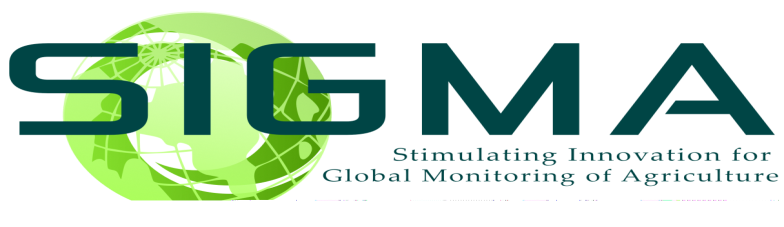 SIGMA
Stimulating Innovation for
Global Monitoring of Agriculture